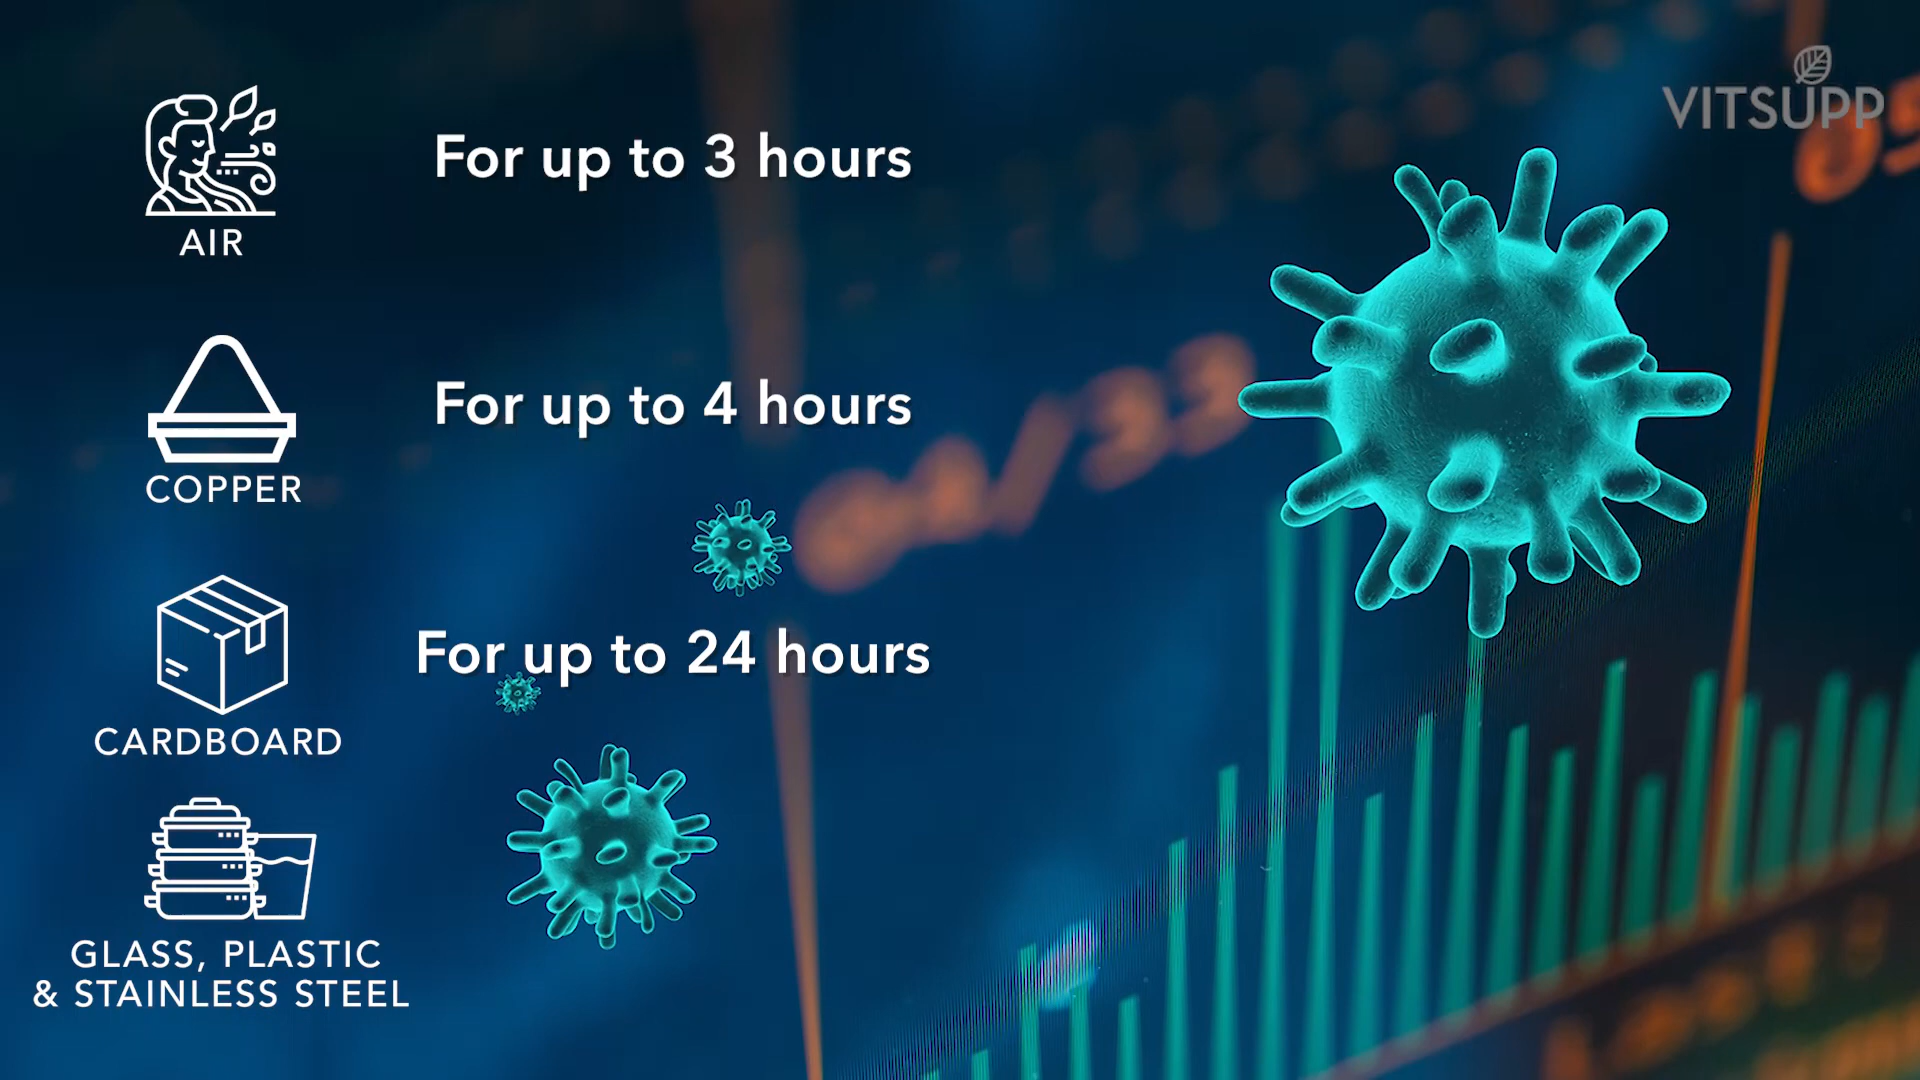 VITSUPP
For up to 3 hours
AIR
For up to 4 hours
COPPER
For up to 24 hours
CARDBOARD
GLASS, PLASTIC
& STAINLESS STEEL